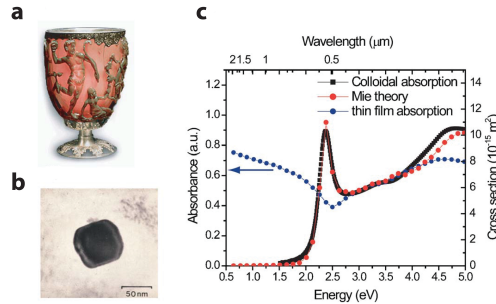 a
b
50 nm
c
Wavelength (μm)
21.5 1 0.5
Colloidal absorption
Mie theory
thin film absorption
Absorbance (a.u.)
1.2
1.0
0.8
0.6
0.4
0.2
0.0
Cross section (10⁻¹⁵ m²)
14
12
10
8
6
4
2
0
0.5 1.0 1.5 2.0 2.5 3.0 3.5 4.0 4.5 5.0
Energy (eV)